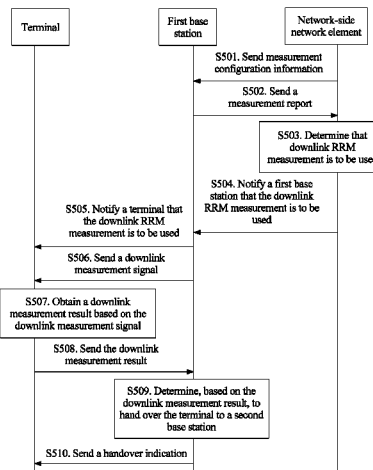 Terminal
First base
station
Network-side
network element
S501. Send measurement
configuration information
S502. Send a
measurement report
S503. Determine that
downlink RRM
measurement is to be used
S504. Notify a first base
station that the downlink
RRM measurement is to be
used
S505. Notify a terminal that
the downlink RRM
measurement is to be used
S506. Send a downlink
measurement signal
S507. Obtain a downlink
measurement result based on the
downlink measurement signal
S508. Send the downlink
measurement result
S509. Determine, based on the
downlink measurement result, to
hand over the terminal to a second
base station
S510. Send a handover indication